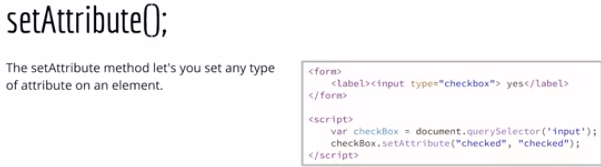 setAttribute();
The setAttribute method let's you set any type
of attribute on an element.
<form>
    <label><input type="checkbox"> yes</label>
</form>
<script>
    var checkBox = document.querySelector('input');
    checkBox.setAttribute("checked", "checked");
</script>